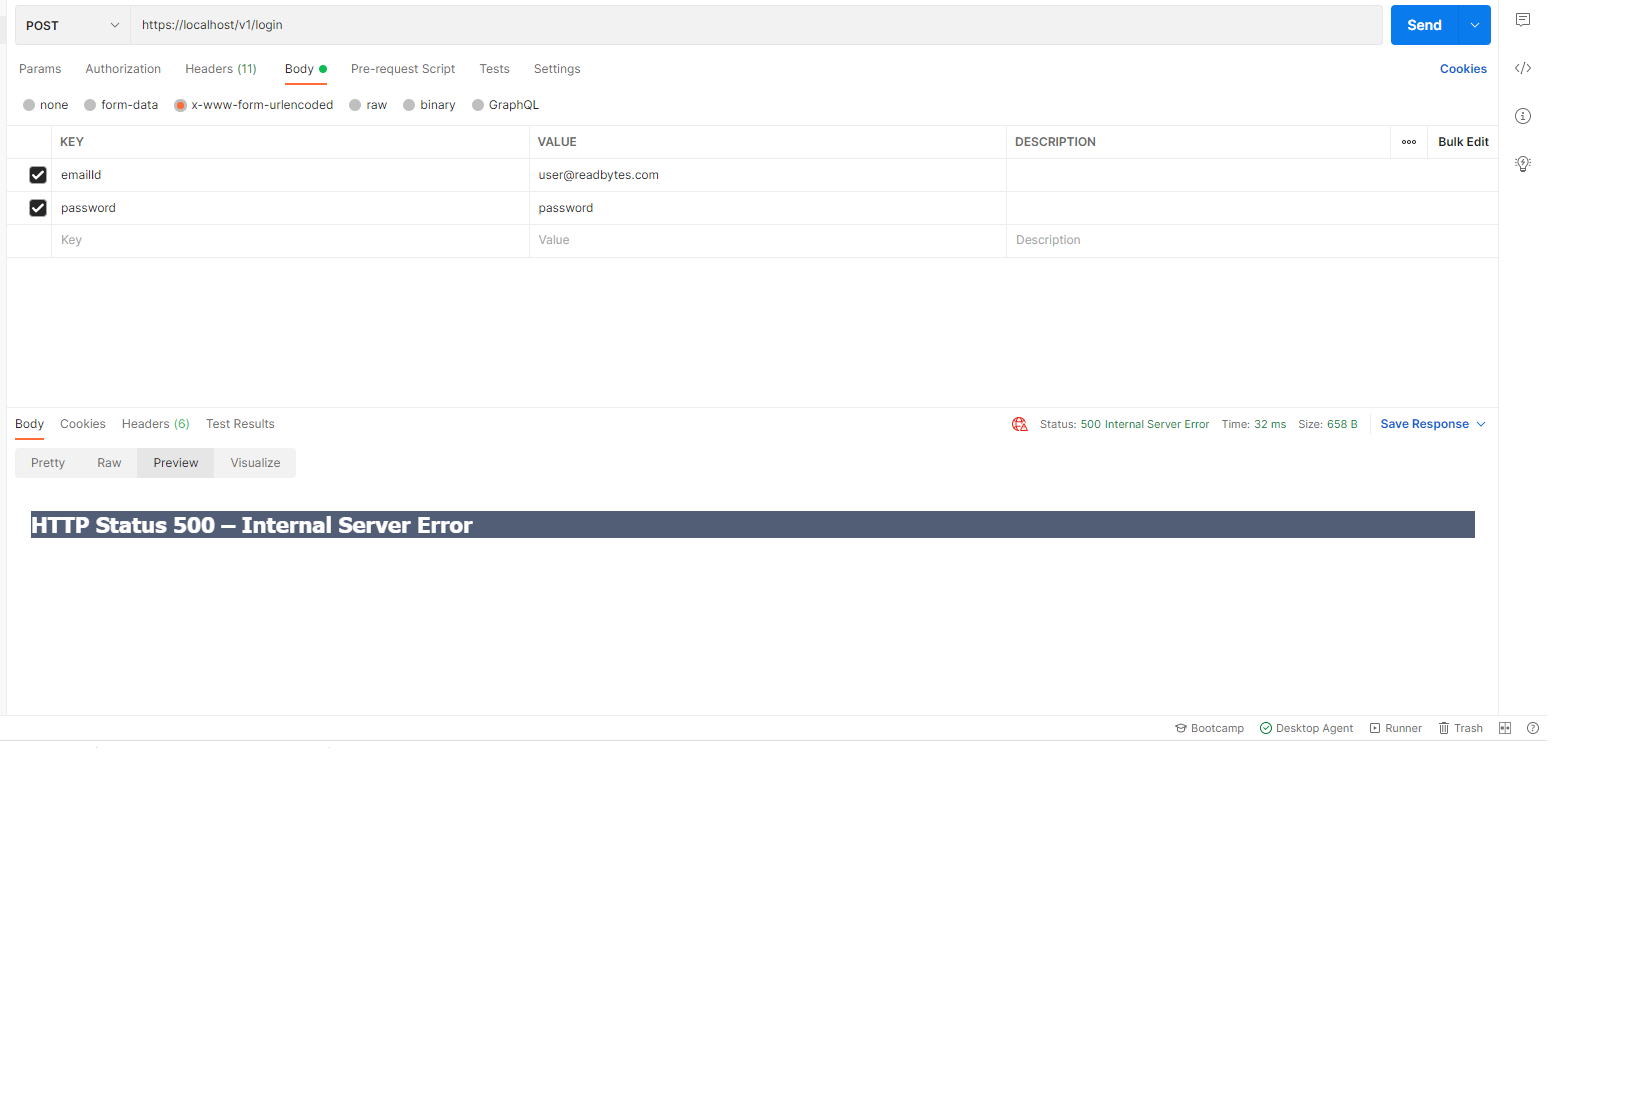 POST https://localhost/v1/login Send
Params Authorization Headers (11) Body Pre-request Script Tests Settings Cookies
none form-data x-www-form-urlencoded raw binary GraphQL
KEY VALUE DESCRIPTION Bulk Edit
emailId user@readbytes.com
password password
Key Value Description
Body Cookies Headers (6) Test Results Status: 500 Internal Server Error Time: 32 ms Size: 658 B Save Response
Pretty Raw Preview Visualize
HTTP Status 500 – Internal Server Error
Bootcamp Desktop Agent Runner Trash